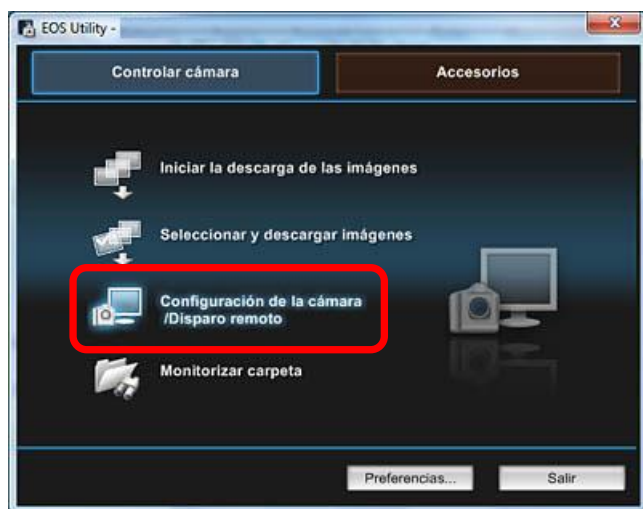 EOS Utility -
Controlar cámara
Accesorios
Iniciar la descarga de las imágenes
Seleccionar y descargar imágenes
Configuración de la cámara
/Disparo remoto
Monitorizar carpeta
Preferencias...
Salir